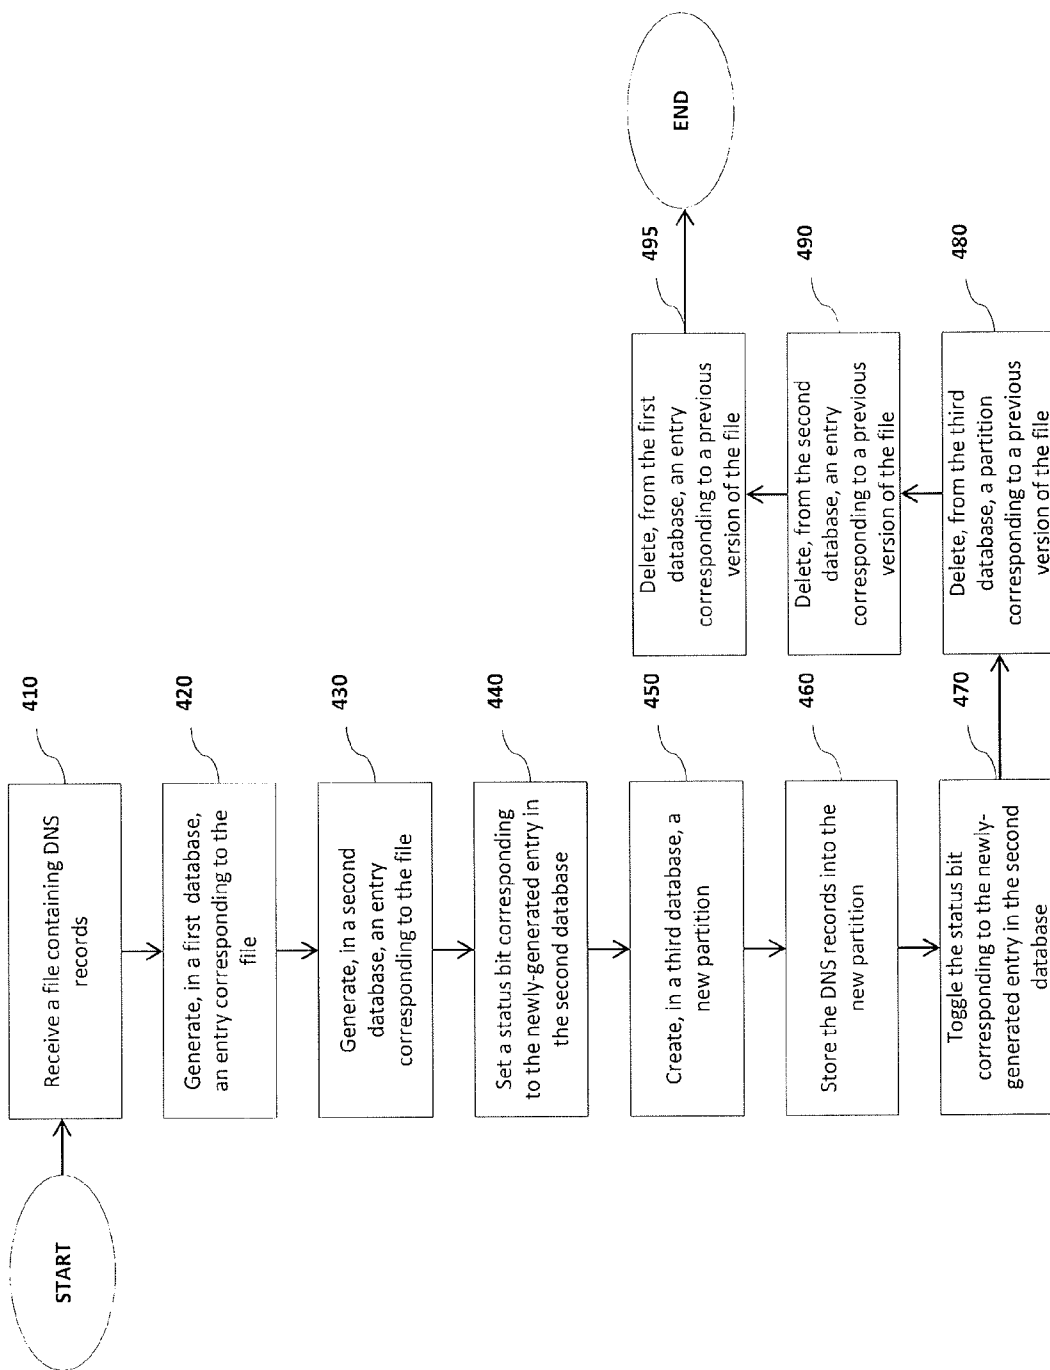 START
410
Receive a file containing DNS
records
420
Generate, in a first database,
an entry corresponding to the
file
430
Generate, in a second
database, an entry
corresponding to the file
440
Set a status bit corresponding
to the newly-generated entry in
the second database
450
Create, in a third database, a
new partition
460
Store the DNS records into the
new partition
470
Toggle the status bit
corresponding to the newly-
generated entry in the second
database
480
Delete, from the third
database, a partition
corresponding to a previous
version of the file
490
Delete, from the second
database, an entry
corresponding to a previous
version of the file
495
Delete, from the first
database, an entry
corresponding to a previous
version of the file
END